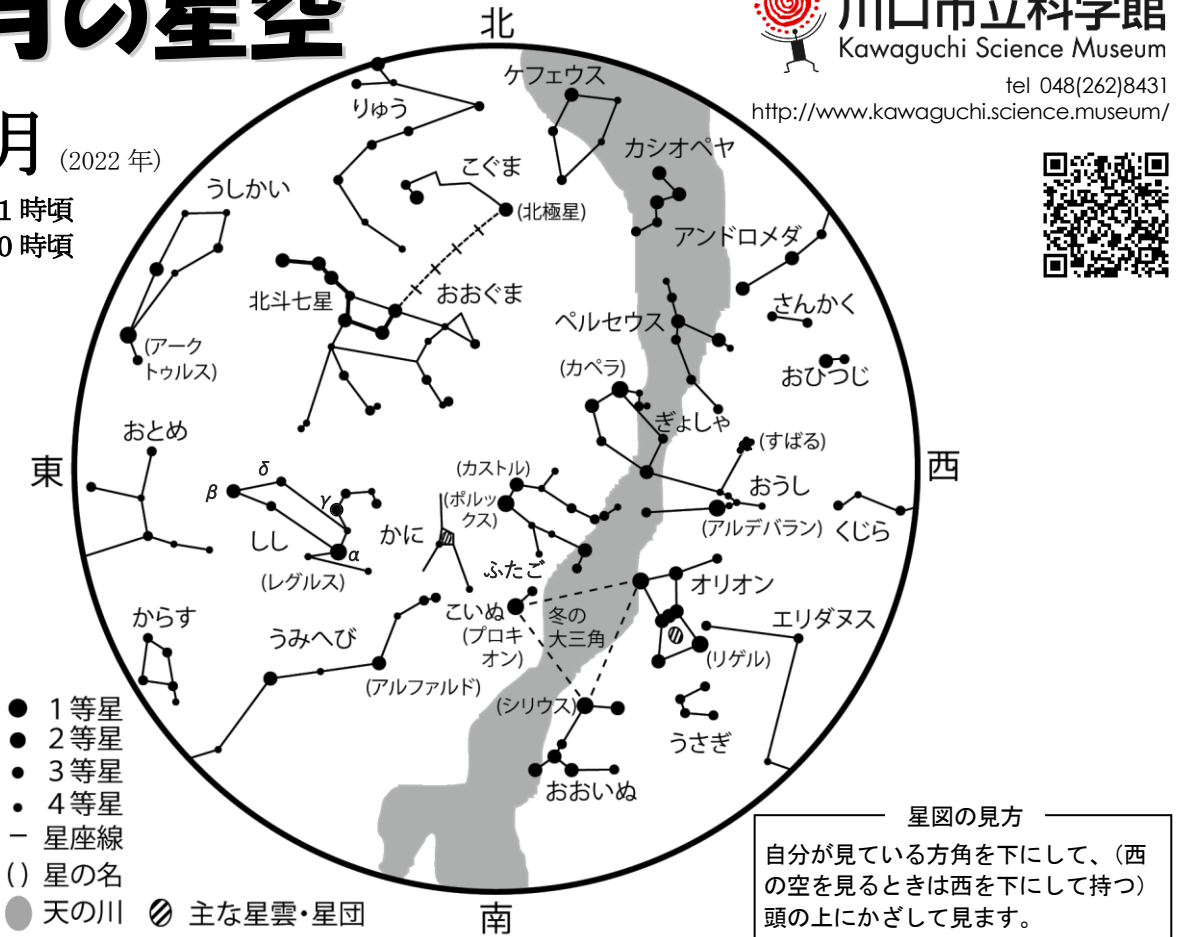 月の星空
月 (2022 年)
1 時頃
0 時頃
川口市立科学館
Kawaguchi Science Museum
tel 048(262)8431
http://www.kawaguchi.science.museum/
北
ケフェウス
りゅう
カシオペヤ
こぐま
うしかい
(北極星)
アンドロメダ
北斗七星
おおぐま
さんかく
ペルセウス
(アーク
トゥルス)
(カペラ)
おひつじ
ぎょしゃ
おとめ
(すばる)
東
西
δ
β
γ
α
(カストル)
(ポルッ
クス)
おうし
(アルデバラン)
くじら
しし
(レグルス)
かに
ふたご
オリオン
こいぬ
(プロキ
オン)
冬の
大三角
エリダヌス
からす
うみへび
(リゲル)
(アルファルド)
(シリウス)
うさぎ
おおいぬ
南
1等星
2等星
3等星
4等星
星座線
() 星の名
天の川
主な星雲・星団
星図の見方
自分が見ている方角を下にして、(西
の空を見るときは西を下にして持つ)
頭の上にかざして見ます。